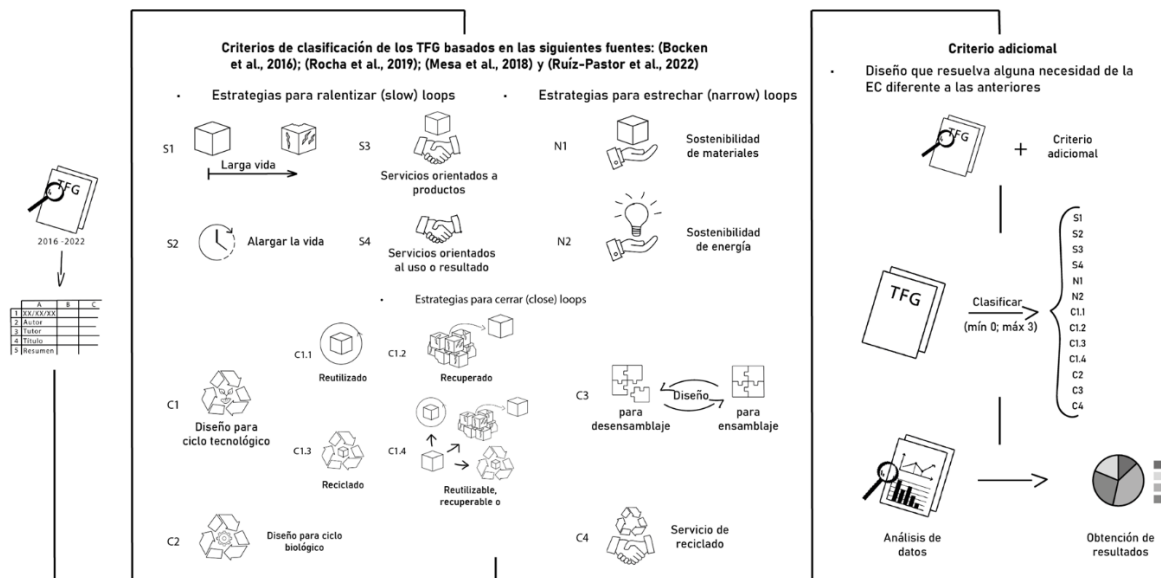 TFG
2016 -2022
A B C
1 XX/XX/XX
2 Autor
3 Tutor
4 Título
5 Resumen
Criterios de clasificación de los TFG basados en las siguientes fuentes: (Bocken
et al., 2016); (Rocha et al., 2019); (Mesa et al., 2018) y (Ruíz-Pastor et al., 2022)
• Estrategias para ralentizar (slow) loops
S1
Larga vida
S3
Servicios orientados a
productos
S2
Alargar la vida
S4
Servicios orientados
al uso o resultado
• Estrategias para estrechar (narrow) loops
N1
Sostenibilidad
de materiales
N2
Sostenibilidad
de energía
• Estrategias para cerrar (close) loops
C1
Diseño para
ciclo tecnológico
C1.1
Reutilizado
C1.2
Recuperado
C1.3
Reciclado
C1.4
Reutilizable,
recuperable o
C2
Diseño para ciclo
biológico
C3
para
desensamblaje
Diseño
para
ensamblaje
C4
Servicio de
reciclado
Criterio adiciomal
• Diseño que resuelva alguna necesidad de la
EC diferente a las anteriores
TFG
+
Criterio
adiciomal
TFG
Clasificar
(mín 0; máx 3)
S1
S2
S3
S4
N1
N2
C1.1
C1.2
C1.3
C1.4
C2
C3
C4
Análisis de
datos
Obtención de
resultados